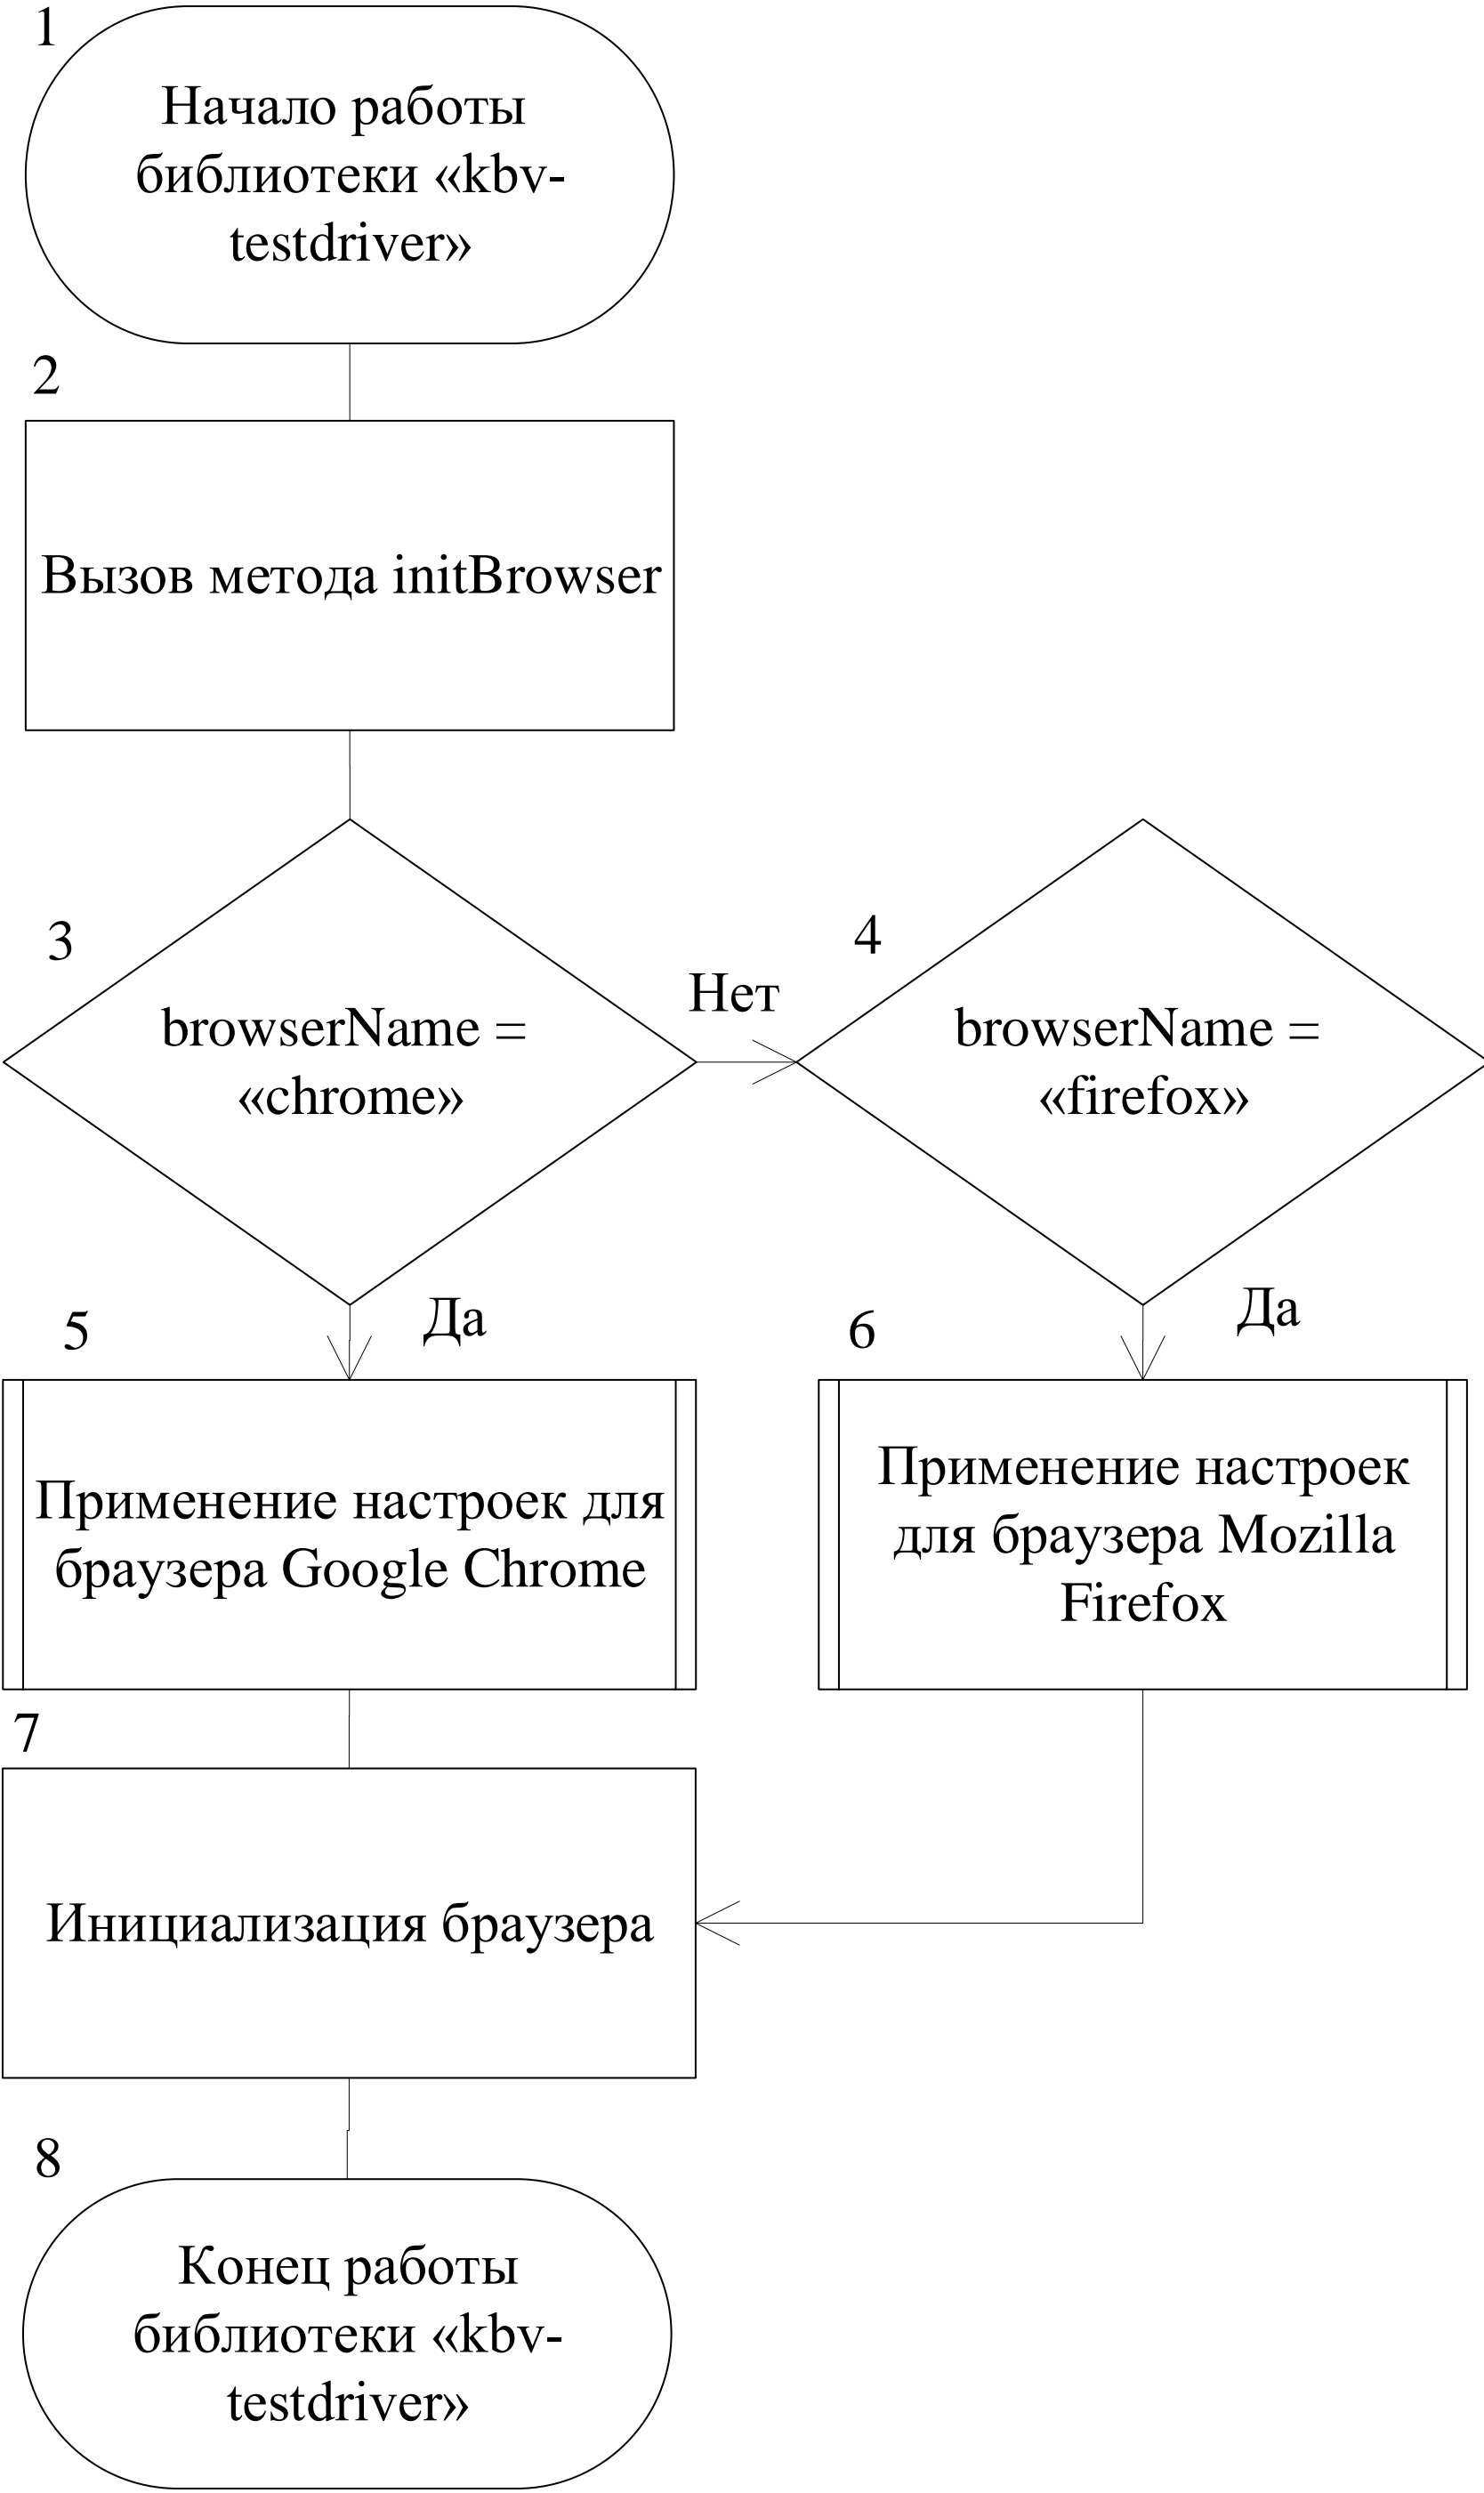 1
Начало работы
библиотеки «kbv-
testdriver»
2
Вызов метода initBrowser
3
browserName =
«chrome»
Нет
4
browserName =
«firefox»
5
Да
6
Да
Применение настроек для
браузера Google Chrome
Применение настроек
для браузера Mozilla
Firefox
7
Инициализация браузера
8
Конец работы
библиотеки «kbv-
testdriver»